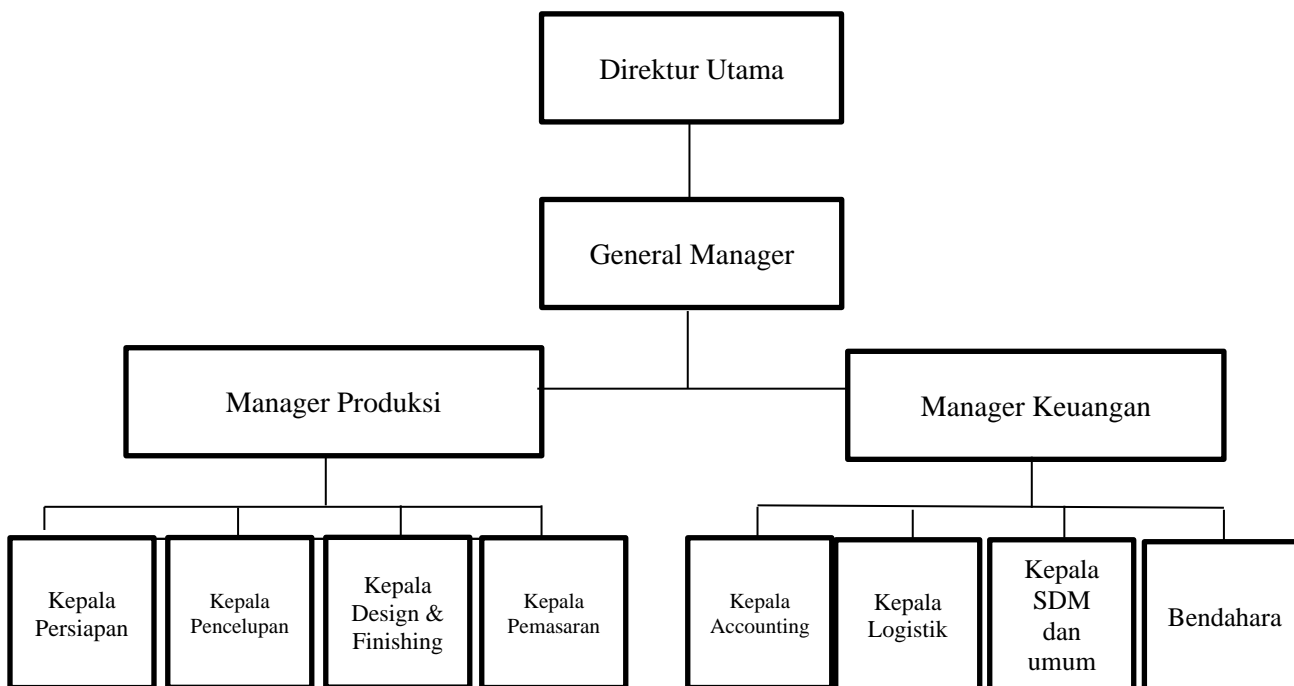 Direktur Utama
General Manager
Manager Produksi
Manager Keuangan
Kepala
Persiapan
Kepala
Pencelupan
Kepala
Design &
Finishing
Kepala
Pemasaran
Kepala
Accounting
Kepala
Logistik
Kepala
SDM
dan
umum
Bendahara